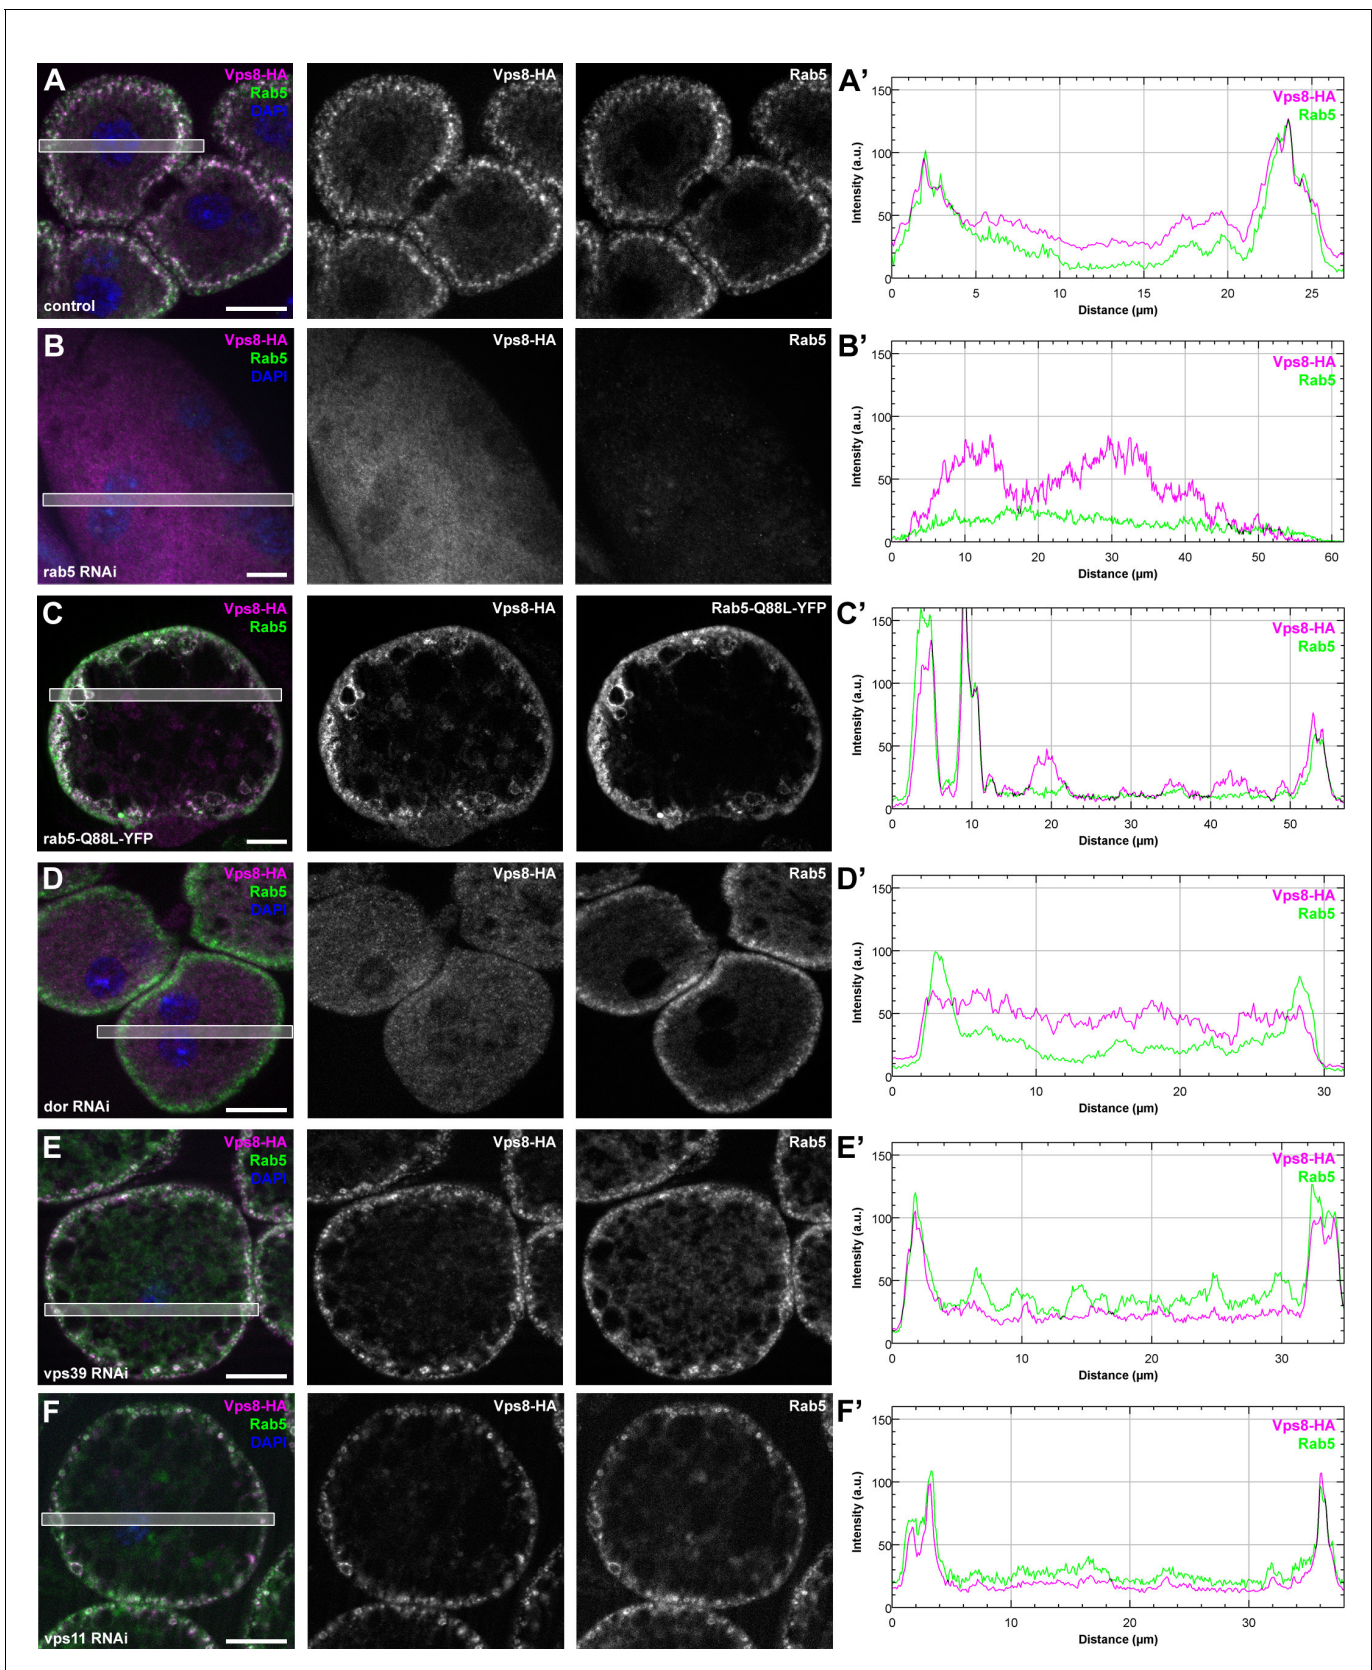 A
Vps8-HA
Rab5
DAPI
control
Vps8-HA
Rab5
A'
Vps8-HA
Rab5
Intensity (a.u.)
150
100
50
0
0 5 10 15 20 25
Distance (µm)
B
Vps8-HA
Rab5
DAPI
rab5 RNAi
Vps8-HA
Rab5
B'
Vps8-HA
Rab5
Intensity (a.u.)
150
100
50
0
0 10 20 30 40 50 60
Distance (µm)
C
Vps8-HA
Rab5
rab5-Q88L-YFP
Vps8-HA
Rab5-Q88L-YFP
C'
Vps8-HA
Rab5
Intensity (a.u.)
150
100
50
0
0 10 20 30 40 50
Distance (µm)
D
Vps8-HA
Rab5
DAPI
dor RNAi
Vps8-HA
Rab5
D'
Vps8-HA
Rab5
Intensity (a.u.)
150
100
50
0
0 10 20 30
Distance (µm)
E
Vps8-HA
Rab5
DAPI
vps39 RNAi
Vps8-HA
Rab5
E'
Vps8-HA
Rab5
Intensity (a.u.)
150
100
50
0
0 10 20 30
Distance (µm)
F
Vps8-HA
Rab5
DAPI
vps11 RNAi
Vps8-HA
Rab5
F'
Vps8-HA
Rab5
Intensity (a.u.)
150
100
50
0
0 10 20 30
Distance (µm)